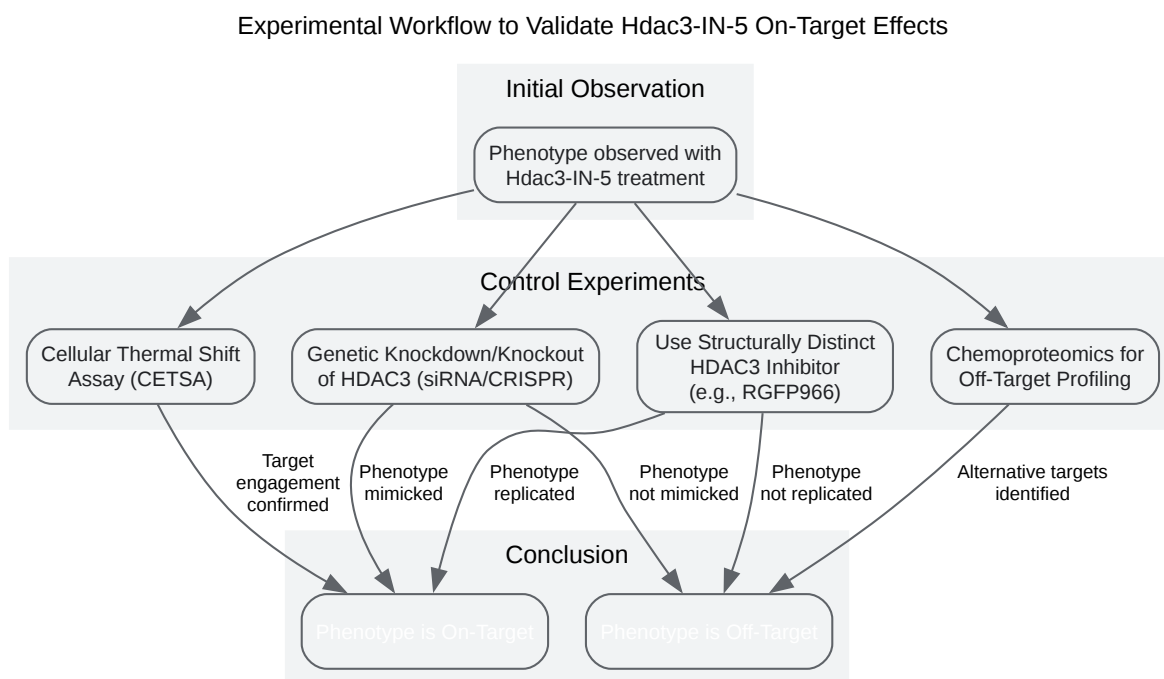 Experimental Workflow to Validate Hdac3-IN-5 On-Target Effects
Initial Observation
Phenotype observed with
Hdac3-IN-5 treatment
Control Experiments
Cellular Thermal Shift
Assay (CETSA)
Genetic Knockdown/Knockout
of HDAC3 (siRNA/CRISPR)
Use Structurally Distinct
HDAC3 Inhibitor
(e.g., RGFP966)
Chemoproteomics for
Off-Target Profiling
Target
engagement
confirmed
Phenotype
mimicked
Phenotype
replicated
Phenotype
not mimicked
Phenotype
not replicated
Alternative targets
identified
Conclusion
Phenotype is On-Target
Phenotype is Off-Target